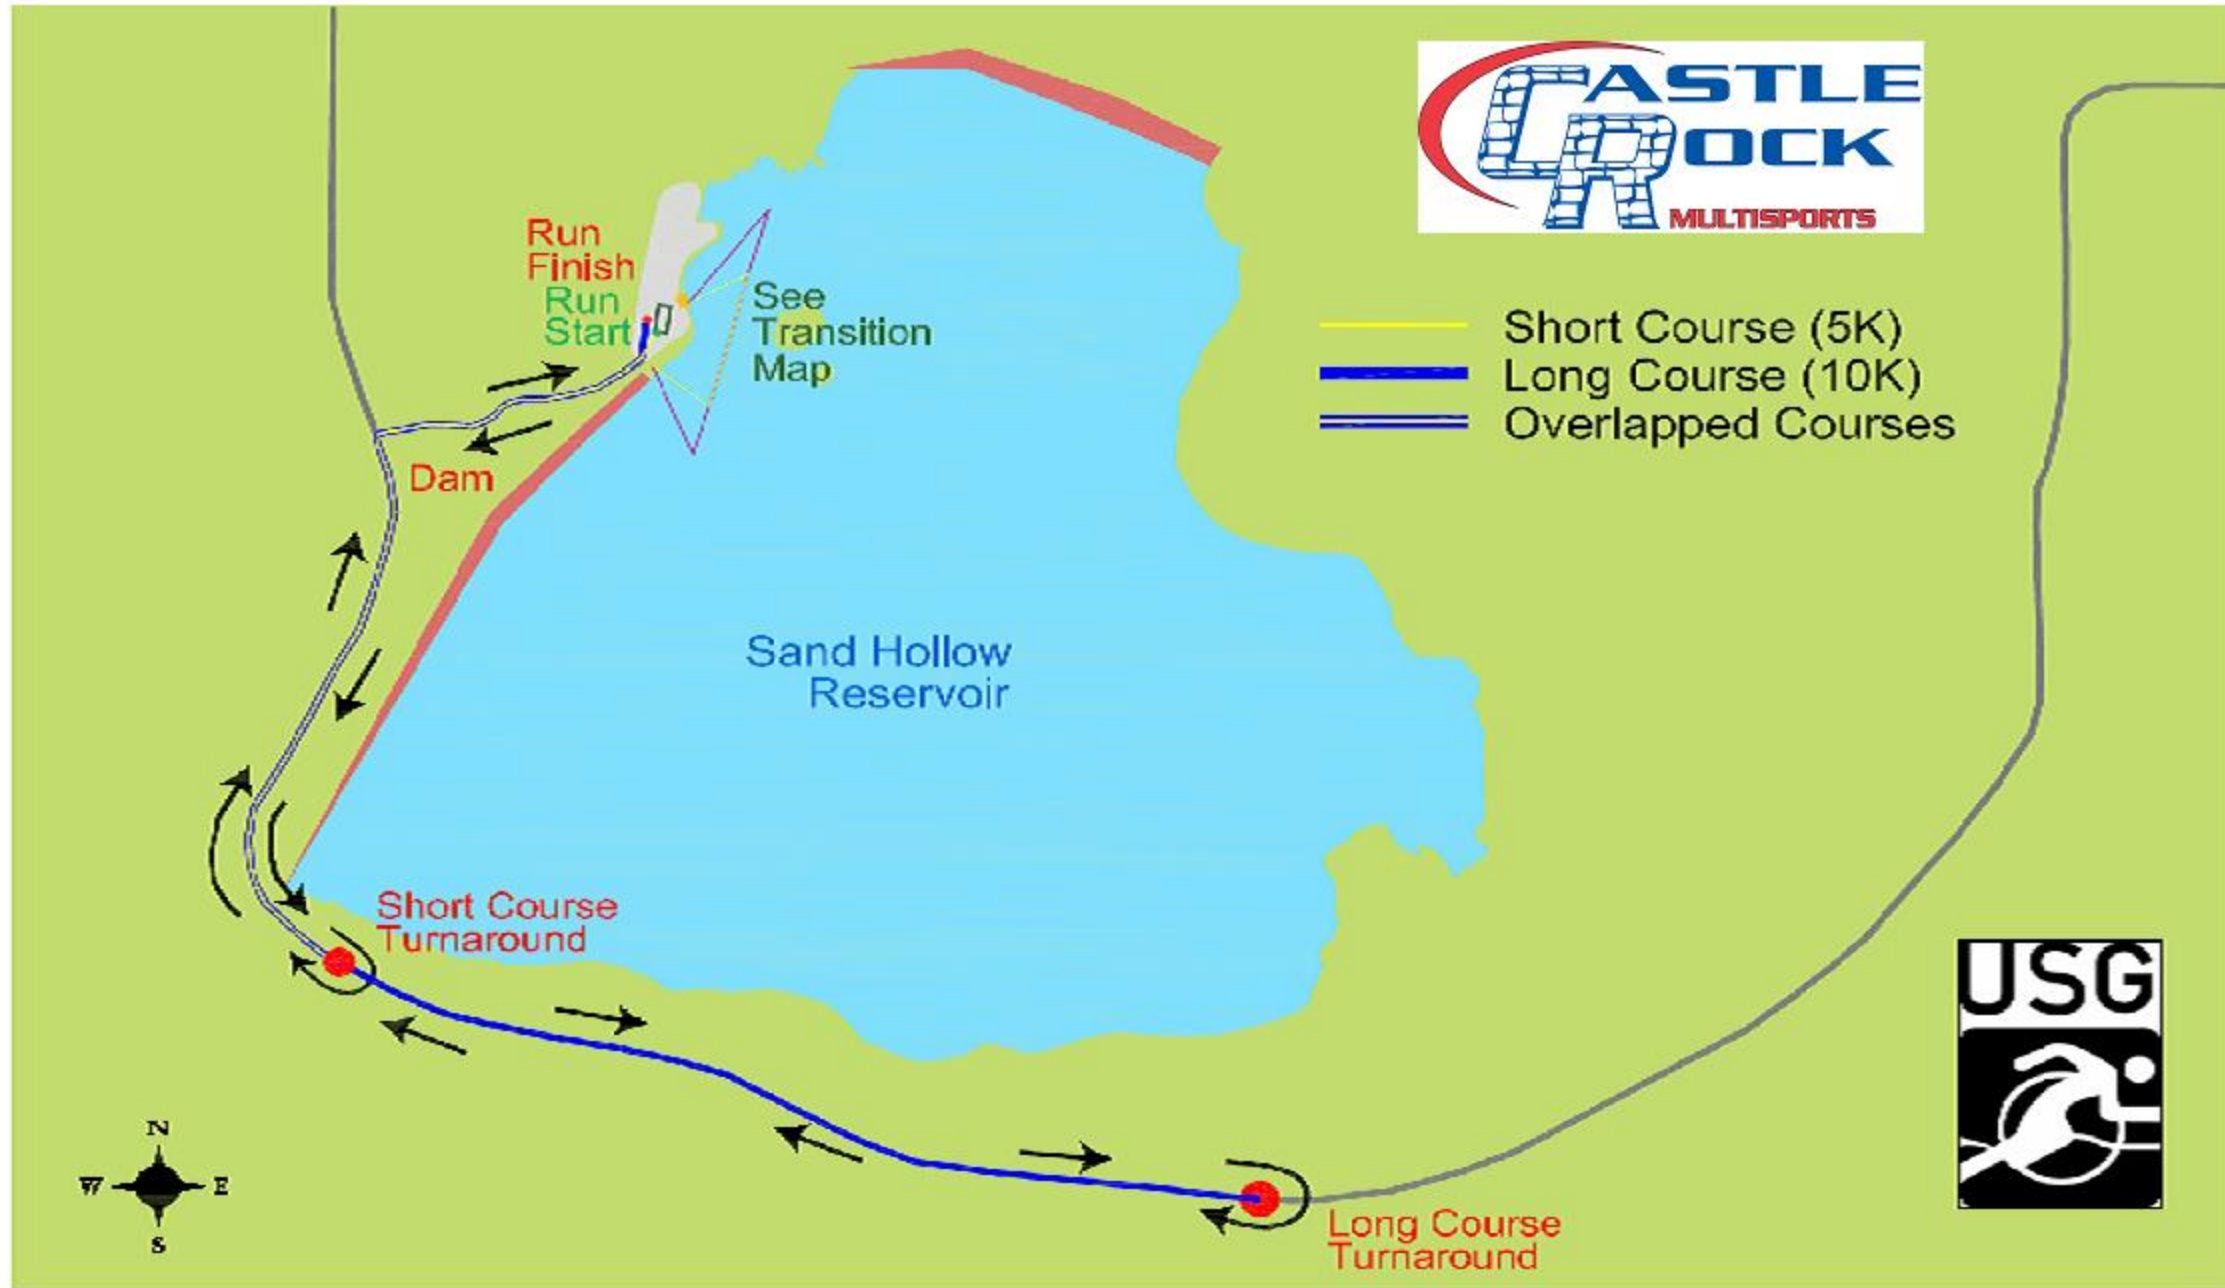 CASTLE
ROCK
MULTISPORTS
Run
Finish
Run
Start
See
Transition
Map
Short Course (5K)
Long Course (10K)
Overlapped Courses
Dam
Sand Hollow
Reservoir
Short Course
Turnaround
USG
N
W E
S
Long Course
Turnaround